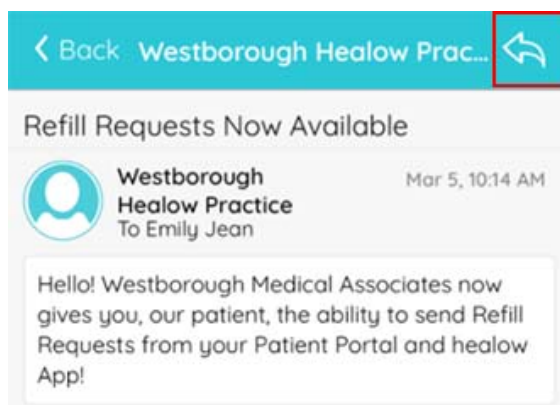 Back Westborough Healow Prac...
Refill Requests Now Available
Westborough Mar 5, 10:14 AM
Healow Practice
To Emily Jean
Hello! Westborough Medical Associates now
gives you, our patient, the ability to send Refill
Requests from your Patient Portal and healow
App!